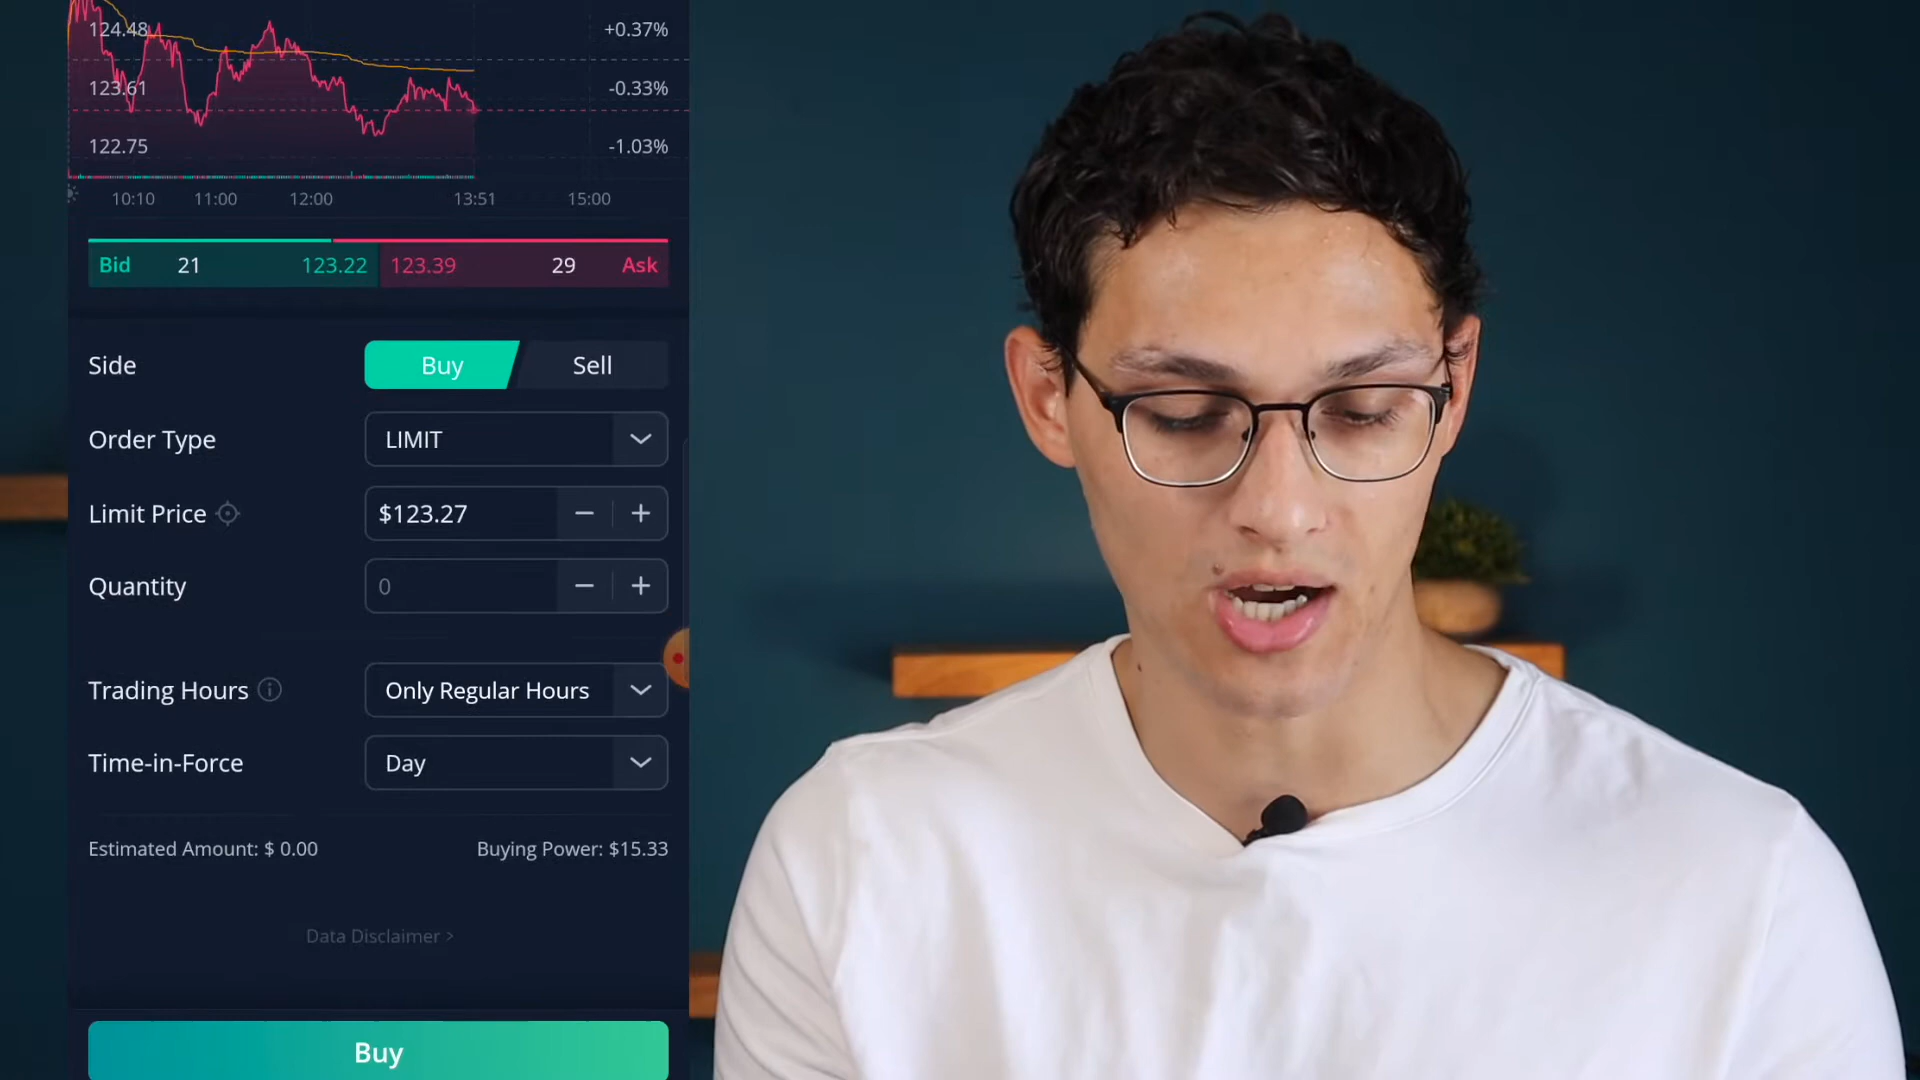 124.48 +0.37%
123.61 -0.33%
122.75 -1.03%
10:10 11:00 12:00 13:51 15:00
Bid 21 123.22 123.39 29 Ask
Side Buy Sell
Order Type LIMIT
Limit Price $123.27
Quantity 0
Trading Hours Only Regular Hours
Time-in-Force Day
Estimated Amount: $ 0.00 Buying Power: $15.33
Data Disclaimer >
Buy